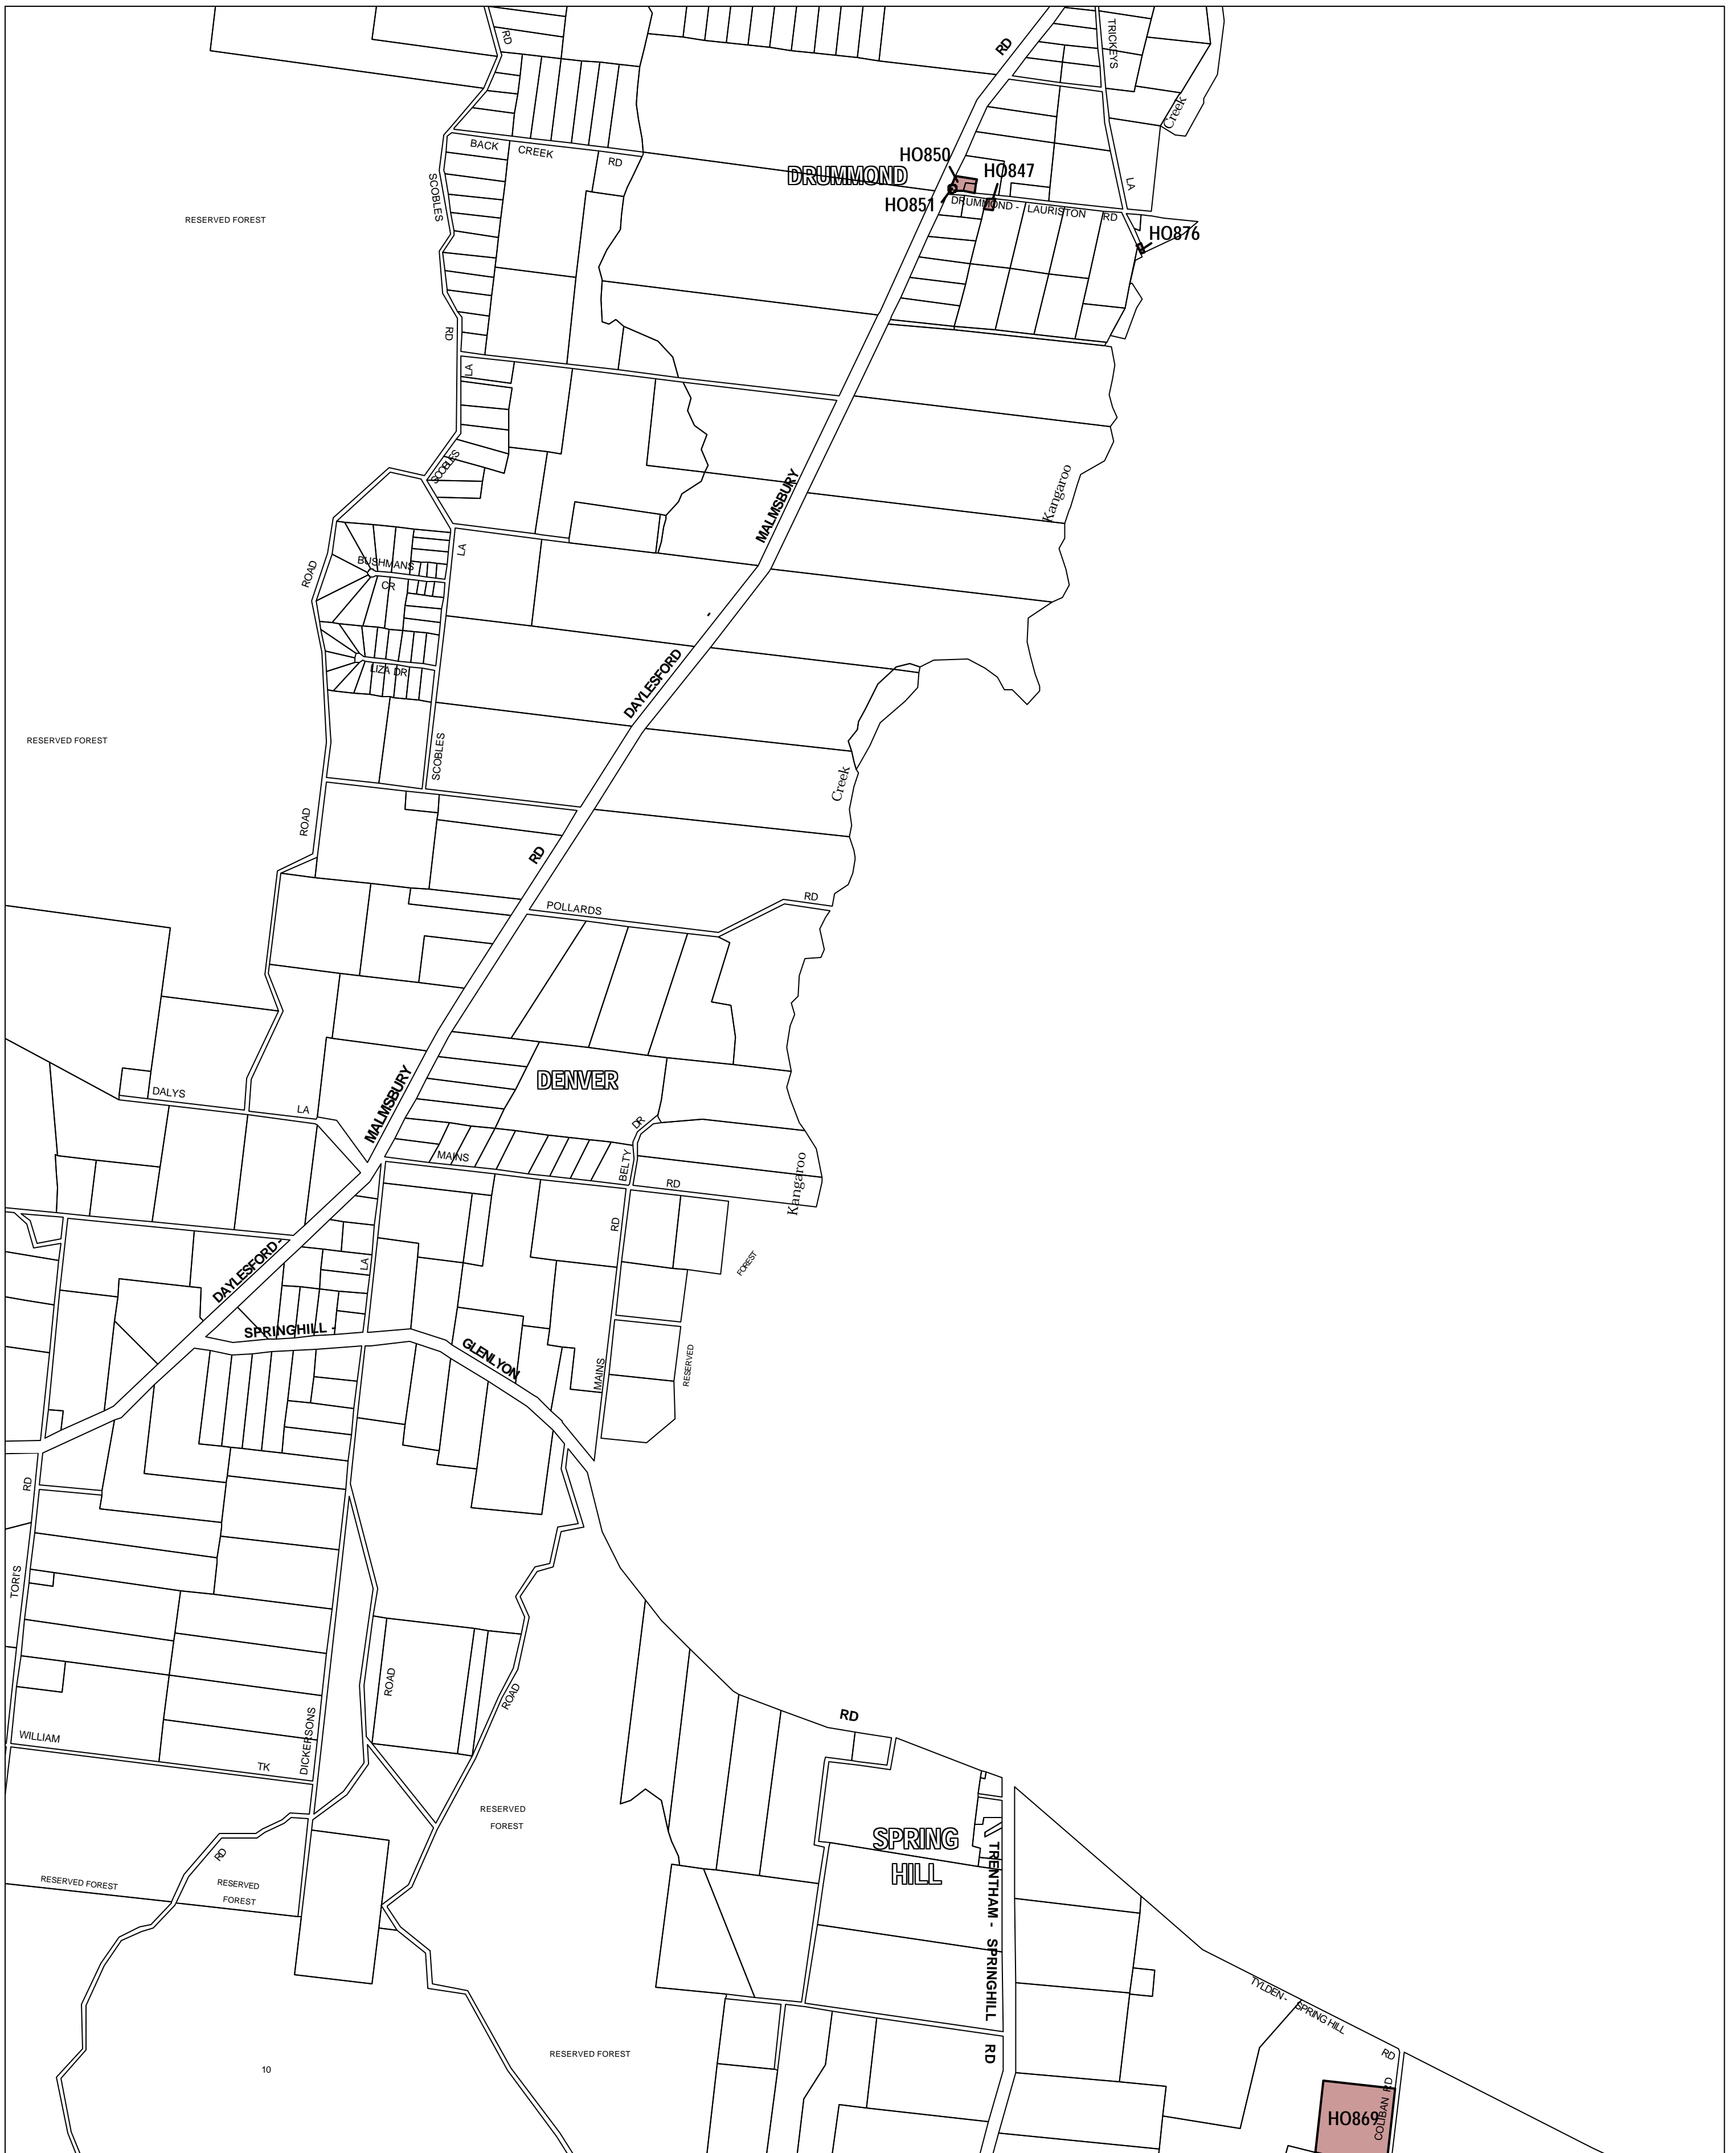 RD
RD
TRICKEYS
Creek
BACK CREEK RD
HO850
DRUMMOND
HO847
SCOBLES
LA
HO851
DRUMMOND - LAURISTON RD
RESERVED FOREST
HO876
RD
LA
SCOBLES
MALMSBURY
Kangaroo
LA
BUSHMANS
CR
ROAD
-
DAYLESFORD
LIZA DR
RESERVED FOREST
SCOBLES
Creek
ROAD
RD
POLLARDS RD
DENVER
DALYS LA
MALMSBURY
DR
MAINS
BELTY
RD
Kangaroo
RD
FOREST
LA
DAYLESFORD -
SPRINGHILL -
GLENLYON
MAINS
RESERVED
RD
TORI'S
ROAD
ROAD
RD
WILLIAM TK
DICKERSONS
RESERVED
FOREST
SPRING
HILL
TRENTHAM - SPRINGHILL RD
RD
RESERVED FOREST
RESERVED
FOREST
TYLDEN - SPRING HILL RD
RESERVED FOREST
10
COLIBAN RD
HO869